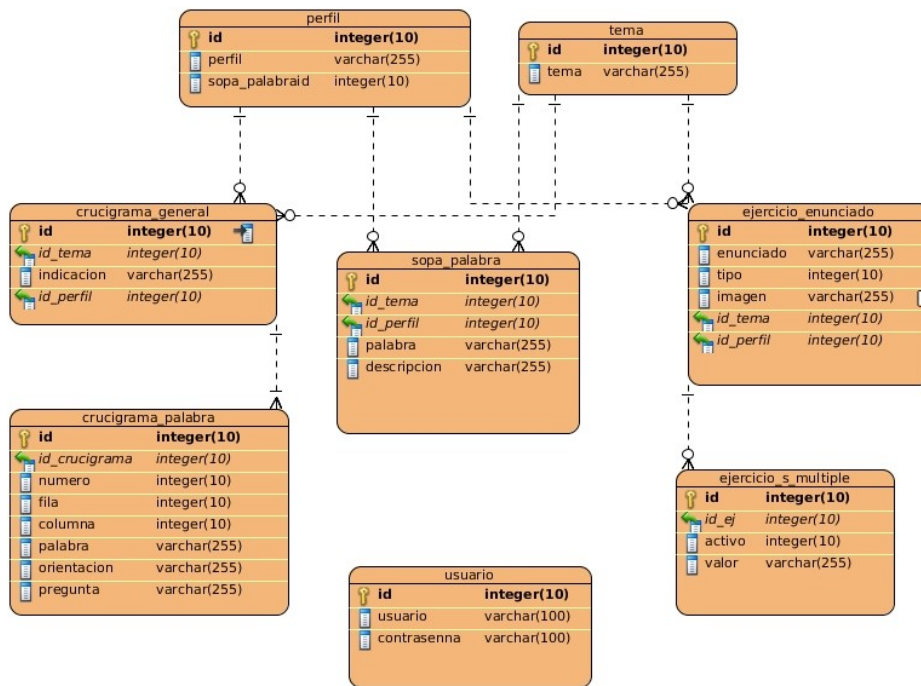 perfil
id integer(10)
perfil varchar(255)
sopa_palabraid integer(10)
tema
id integer(10)
tema varchar(255)
crucigrama_general
id integer(10)
id_tema integer(10)
indicacion varchar(255)
id_perfil integer(10)
sopa_palabra
id integer(10)
id_tema integer(10)
id_perfil integer(10)
palabra varchar(255)
descripcion varchar(255)
ejercicio_enunciado
id integer(10)
enunciado varchar(255)
tipo integer(10)
imagen varchar(255)
id_tema integer(10)
id_perfil integer(10)
crucigrama_palabra
id integer(10)
id_crucigrama integer(10)
numero integer(10)
fila integer(10)
columna integer(10)
palabra varchar(255)
orientacion varchar(255)
pregunta varchar(255)
ejercicio_s_multiple
id integer(10)
id_ej integer(10)
activo integer(10)
valor varchar(255)
usuario
id integer(10)
usuario varchar(100)
contrasenna varchar(100)